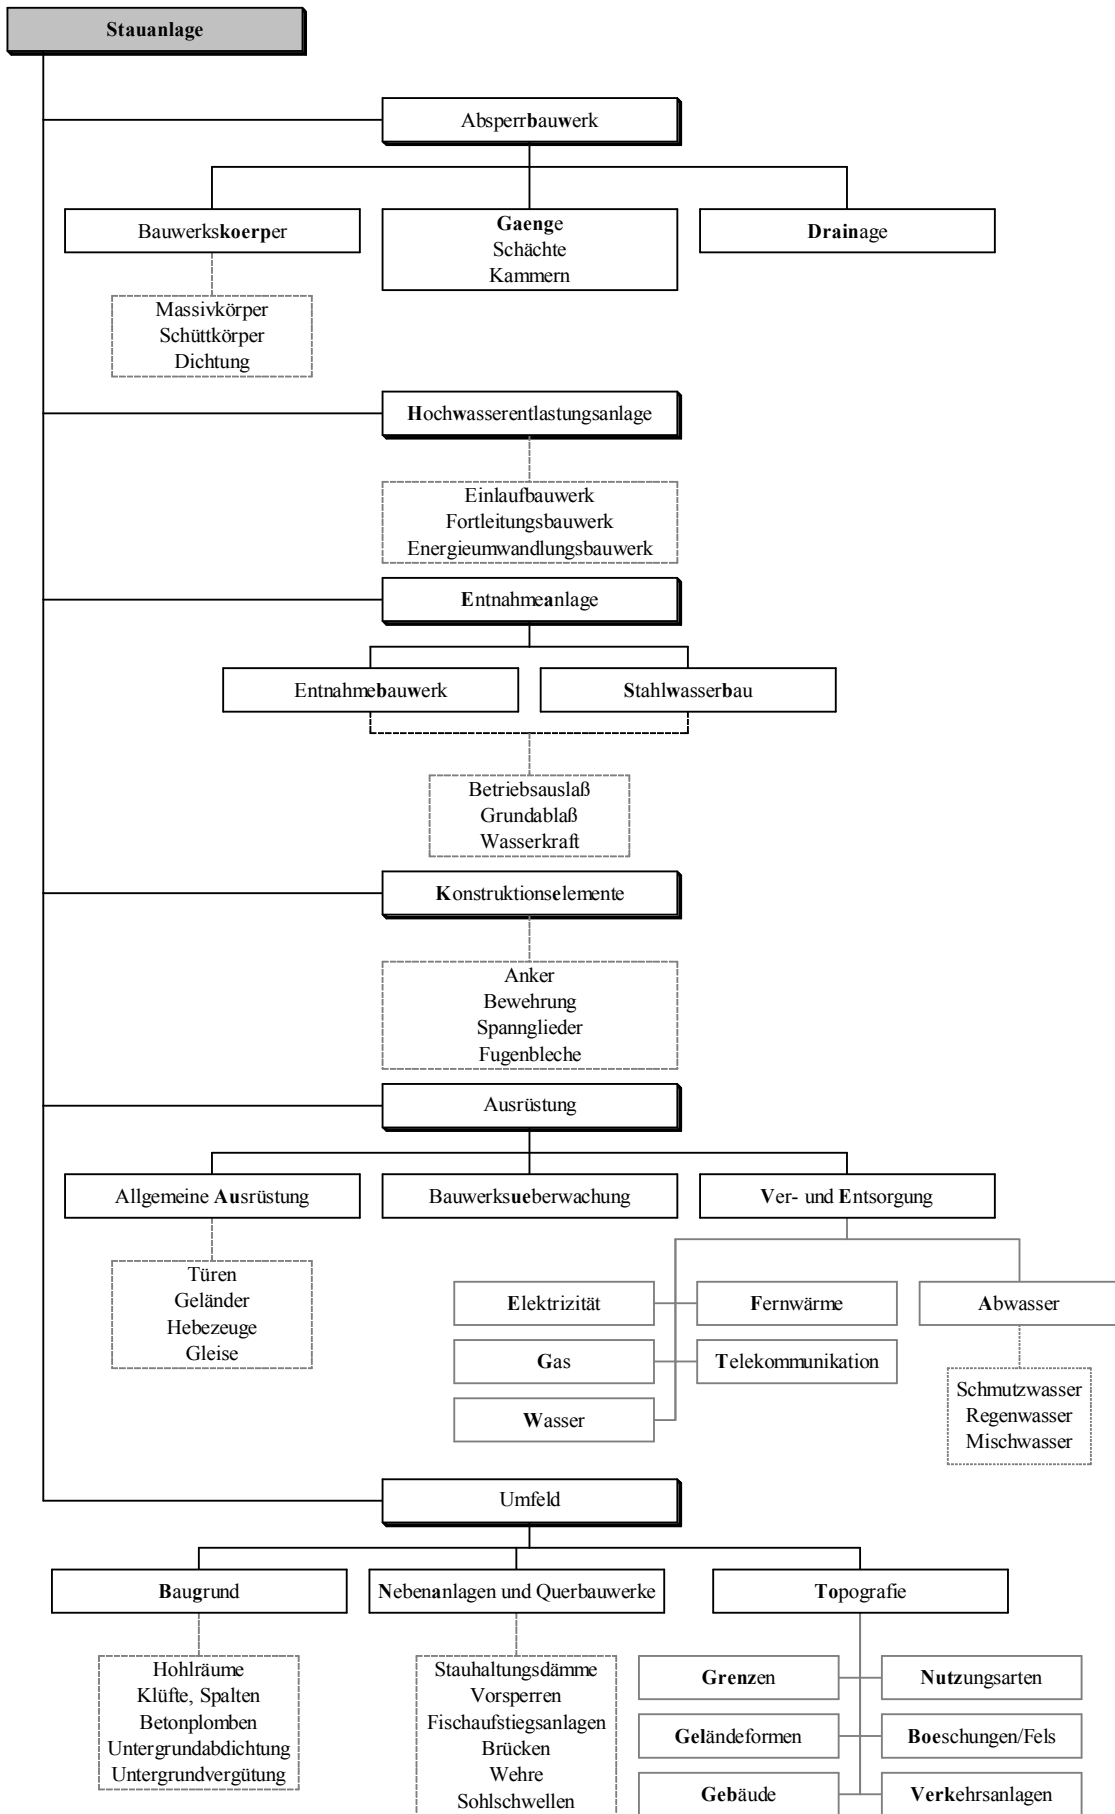 Stauanlage
Absperrbauwerk
Bauwerkskoerper
Gaenge
Schächte
Kammern
Drainage
Massivkörper
Schüttkörper
Dichtung
Hochwasserentlastungsanlage
Einlaufbauwerk
Fortleitungsbauwerk
Energieumwandlungsbauwerk
Entnahmeanlage
Entnahmebauwerk
Stahlwasserbau
Betriebsauslaß
Grundablaß
Wasserkraft
Konstruktionselemente
Anker
Bewehrung
Spannglieder
Fugenbleche
Ausrüstung
Allgemeine Ausrüstung
Bauwerksueberwachung
Ver- und Entsorgung
Türen
Geländer
Hebezeuge
Gleise
Elektrizität
Fernwärme
Abwasser
Gas
Telekommunikation
Wasser
Schmutzwasser
Regenwasser
Mischwasser
Umfeld
Baugrund
Nebenanlagen und Querbauwerke
Topografie
Hohlräume
Klüfte, Spalten
Betonplomben
Untergrundabdichtung
Untergrundvergütung
Stauhaltungsdämme
Vorsperren
Fischaufstiegsanlagen
Brücken
Wehre
Sohlschwellen
Grenzen
Nutzungsarten
Geländeformen
Boeschungen/Fels
Gebäude
Verkehrsanlagen